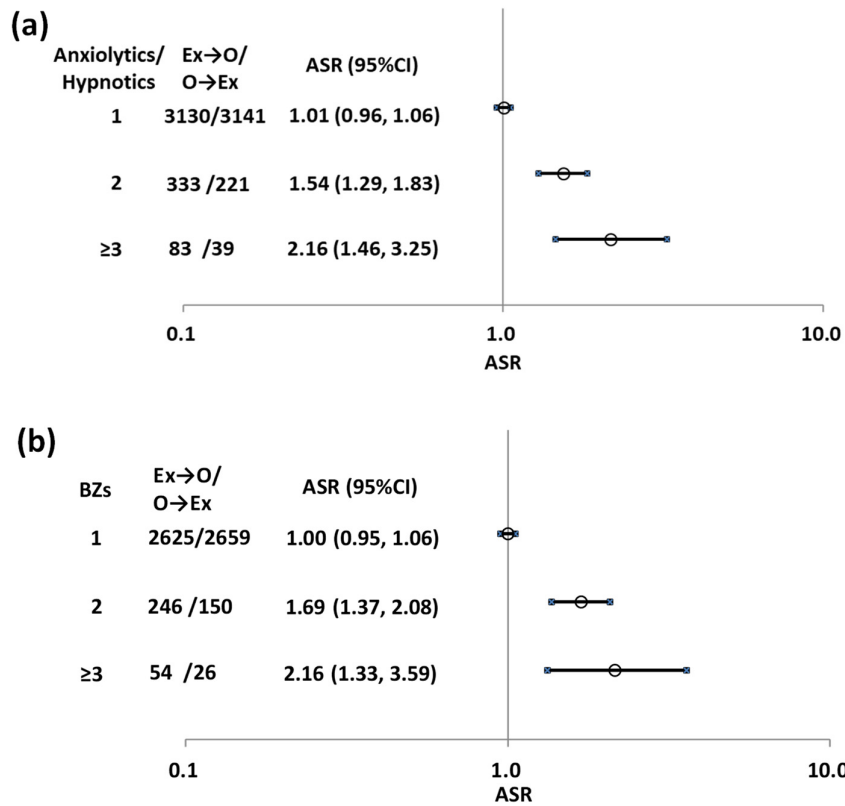 (a)
Anxiolytics/ Ex→O/ ASR (95%CI)
Hypnotics O→Ex
1 3130/3141 1.01 (0.96, 1.06)
2 333 /221 1.54 (1.29, 1.83)
≥3 83 /39 2.16 (1.46, 3.25)
0.1 1.0 10.0
ASR
(b)
BZs Ex→O/ ASR (95%CI)
O→Ex
1 2625/2659 1.00 (0.95, 1.06)
2 246 /150 1.69 (1.37, 2.08)
≥3 54 /26 2.16 (1.33, 3.59)
0.1 1.0 10.0
ASR